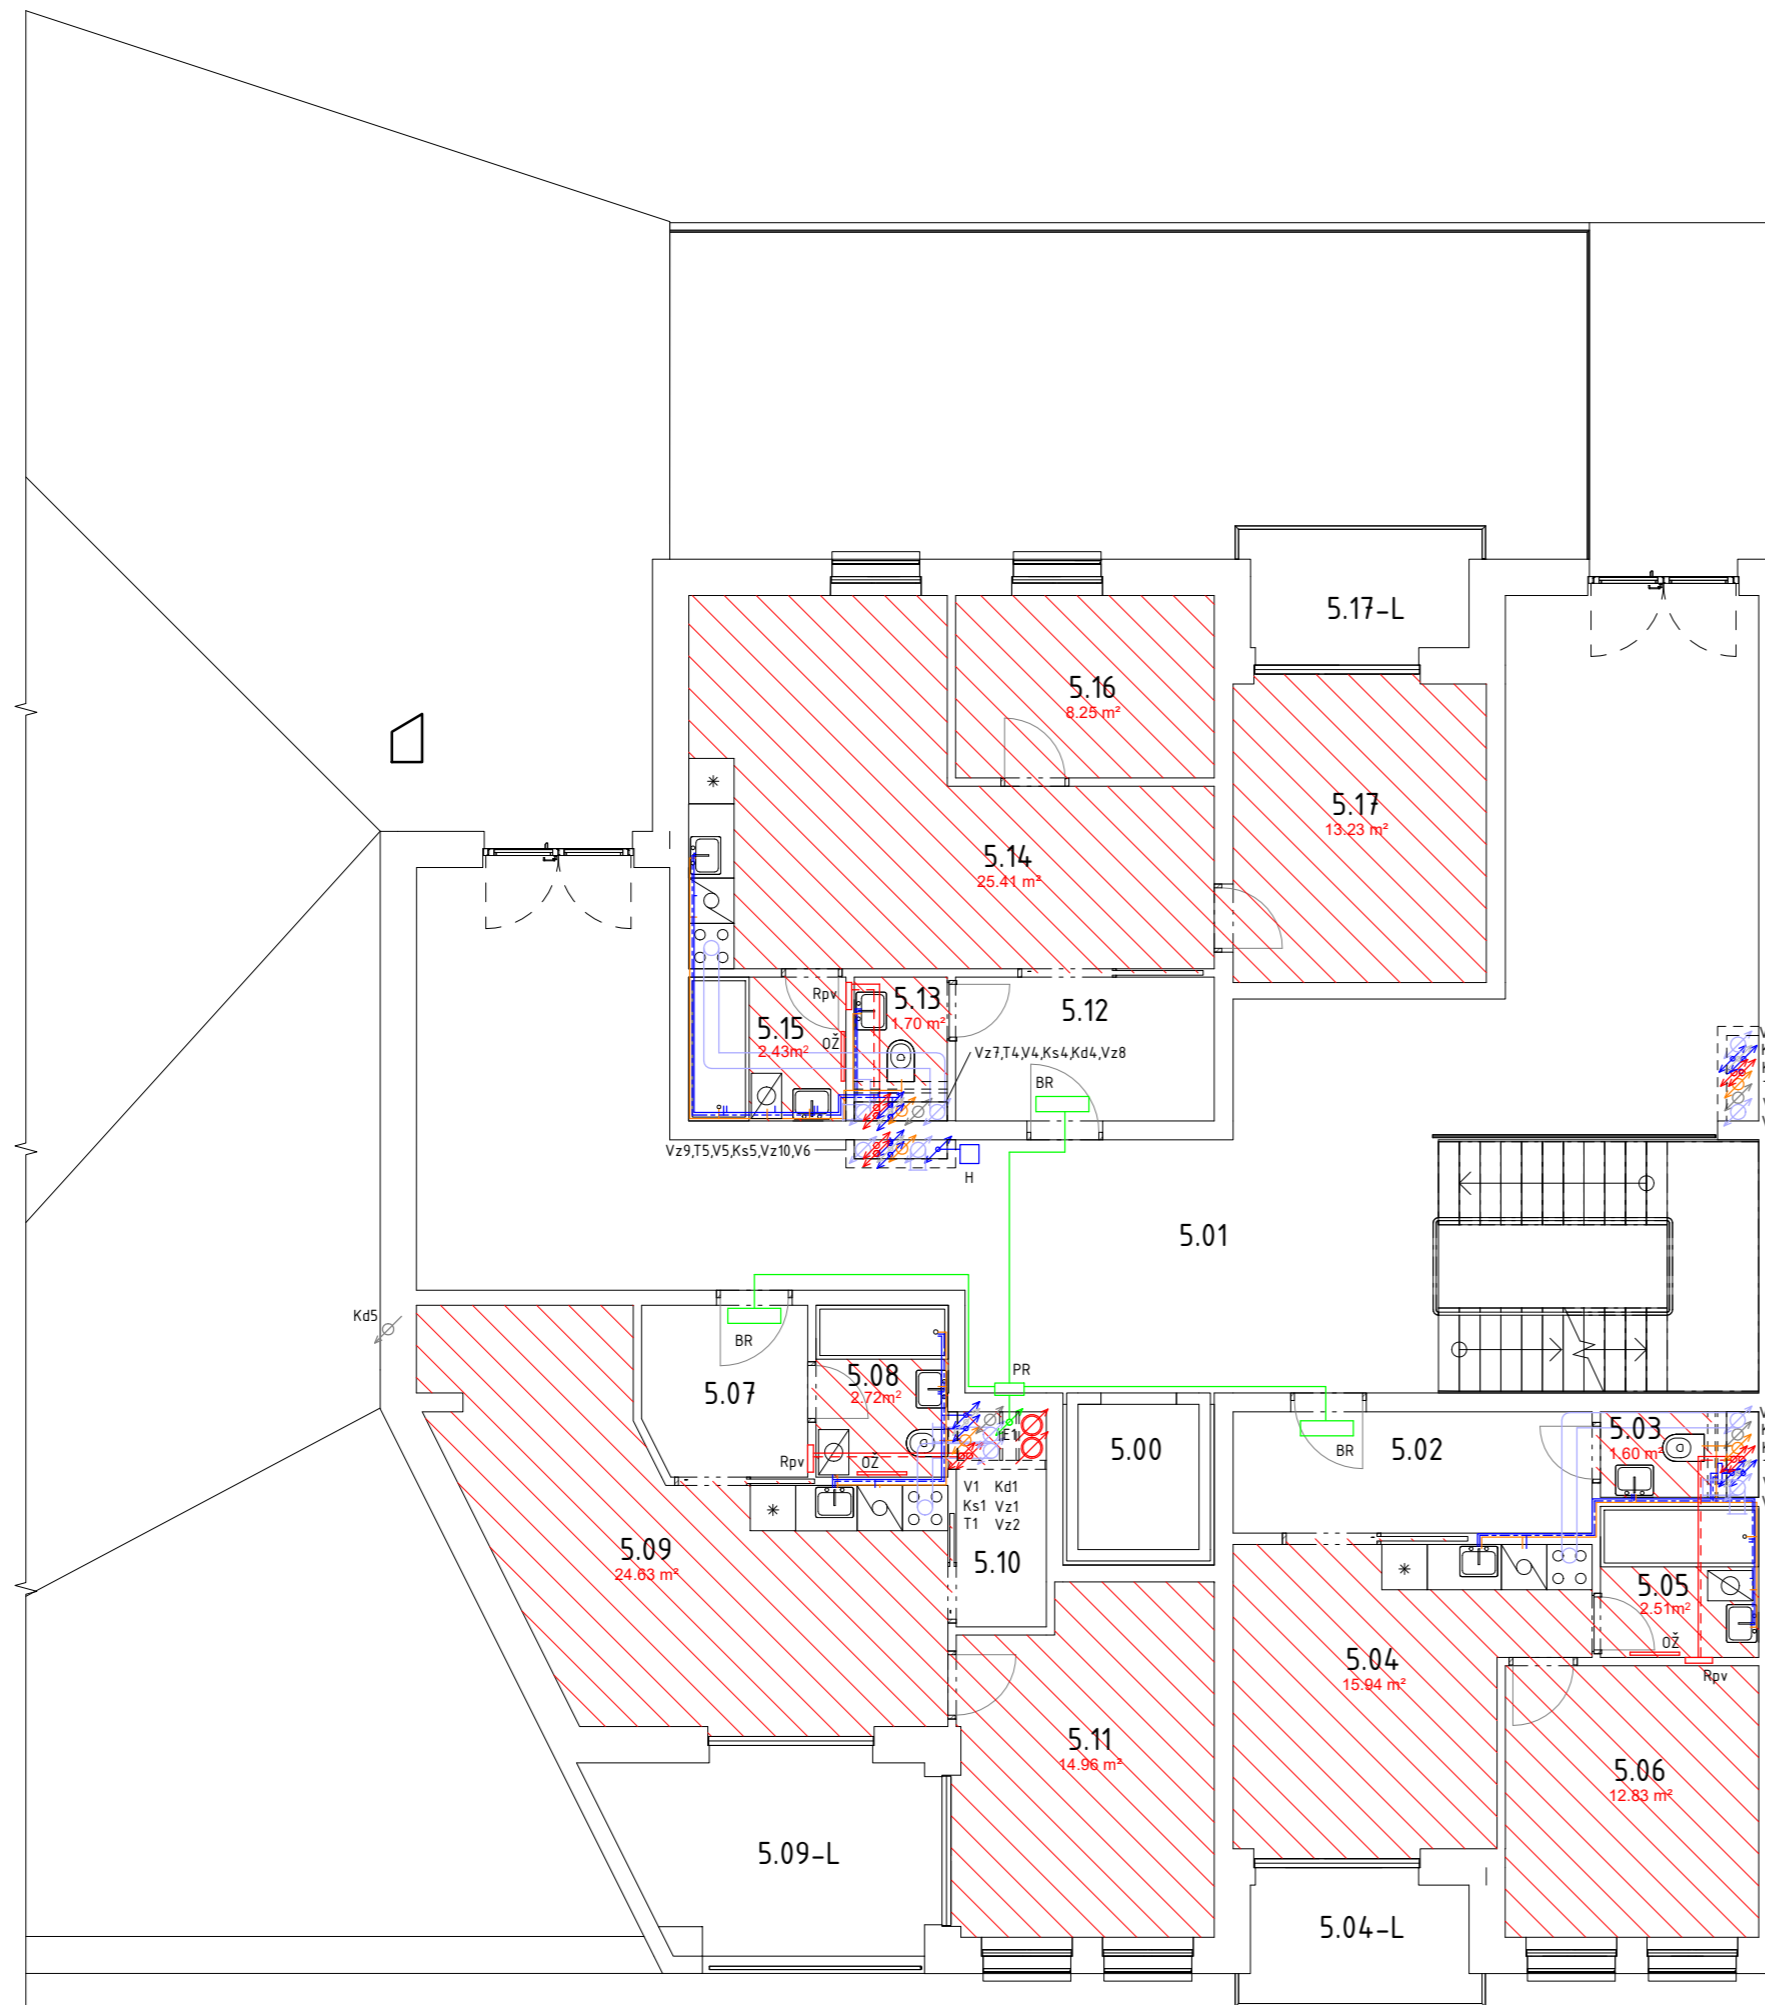 5.17-L
5.16
8.25 m²
5.17
13.23 m²
5.14
25.41 m²
Rpv
5.13
1.70 m²
5.12
5.15
2.43m²
OŽ
Vz7,T4,V4,Ks4,Kd4,Vz8
BR
Vz9,T5,V5,Ks5,Vz10,V6
H
5.01
Kd5
BR
PR
5.07
5.08
2.72m²
E1
5.00
BR
5.02
5.03
1.60 m²
Rpv
OŽ
V1 Kd1
Ks1 Vz1
T1 Vz2
5.10
5.09
24.63 m²
5.05
2.51m²
OŽ
Rpv
5.04
15.94 m²
5.11
14.96 m²
5.06
12.83 m²
5.09-L
5.04-L